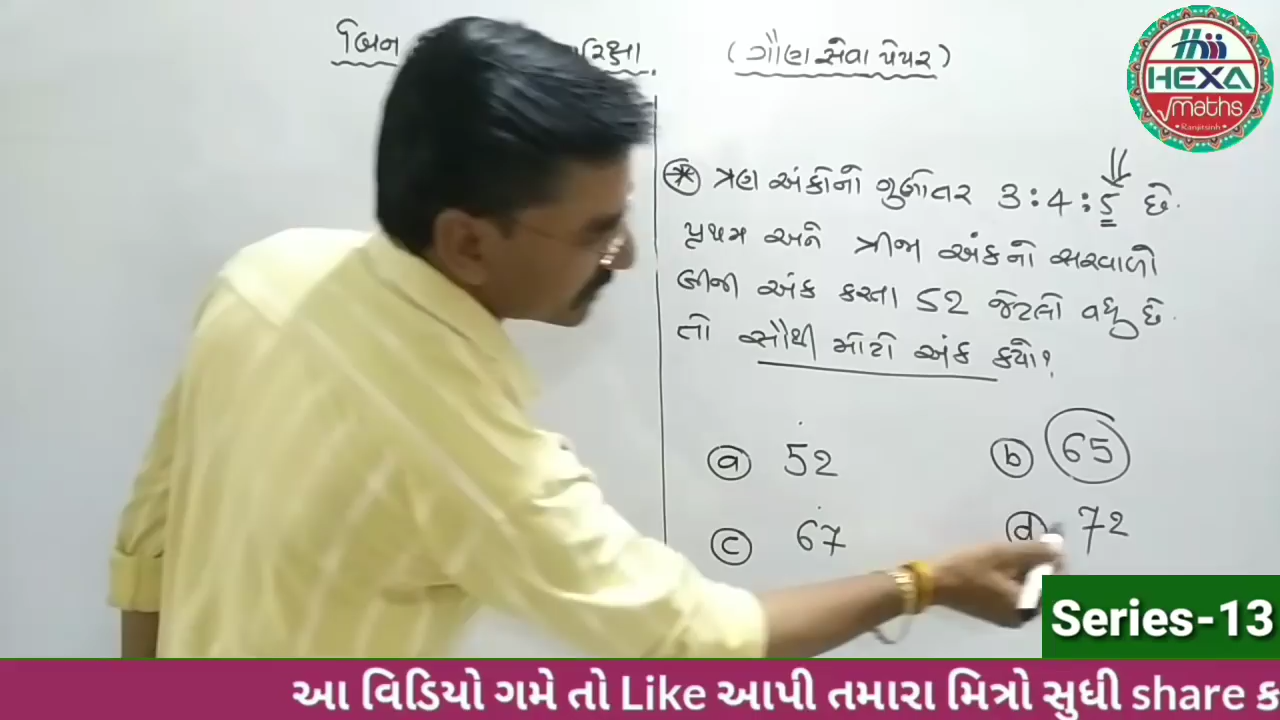 બિન
રિક્ષા.
(ગૌણ સેવા પેપર)
HEXA
√maths
Ranjitsinh
* ત્રણ અંકોનો ગુણોતર 3:4:5 છે.
પ્રથમ અને ત્રીજા અંકનો સરવાળો
બીજી અંક કરતા 52 જેટલો વધુ છે.
તો સૌથી મોટો અંક કયો?
a 52
b 65
c 67
d 72
Series-13
આ વિડિયો ગમે તો Like આપી તમારા મિત્રો સુધી share ક